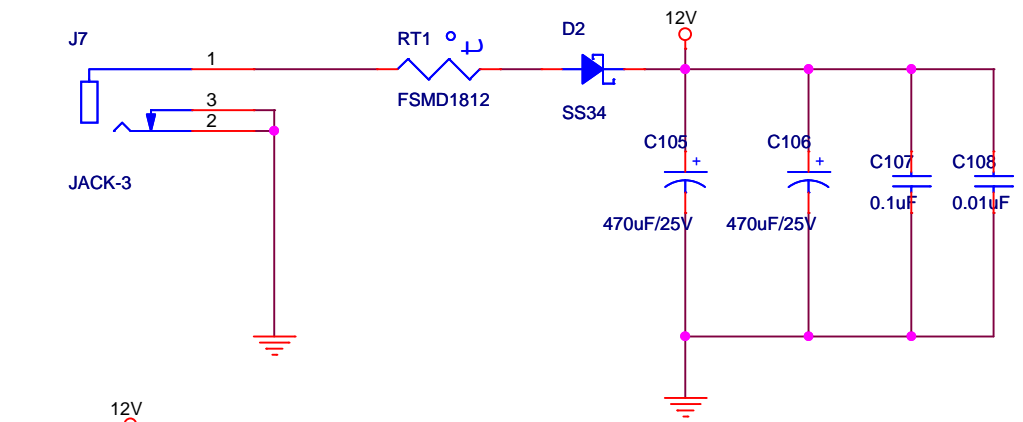 12V
J7
RT1
D2
1
FSMD1812
SS34
3
2
JACK-3
C105
+
C106
+
C107
C108
470uF/25V
470uF/25V
0.1uF
0.01uF
12V